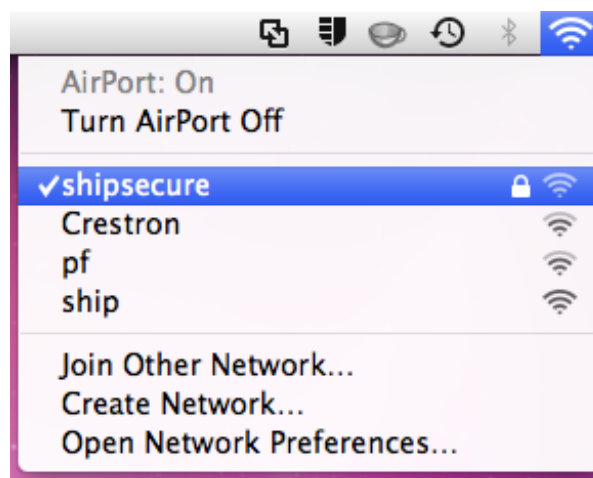 AirPort: On
Turn AirPort Off
✓shipsecure
Crestron
pf
ship
Join Other Network...
Create Network...
Open Network Preferences...